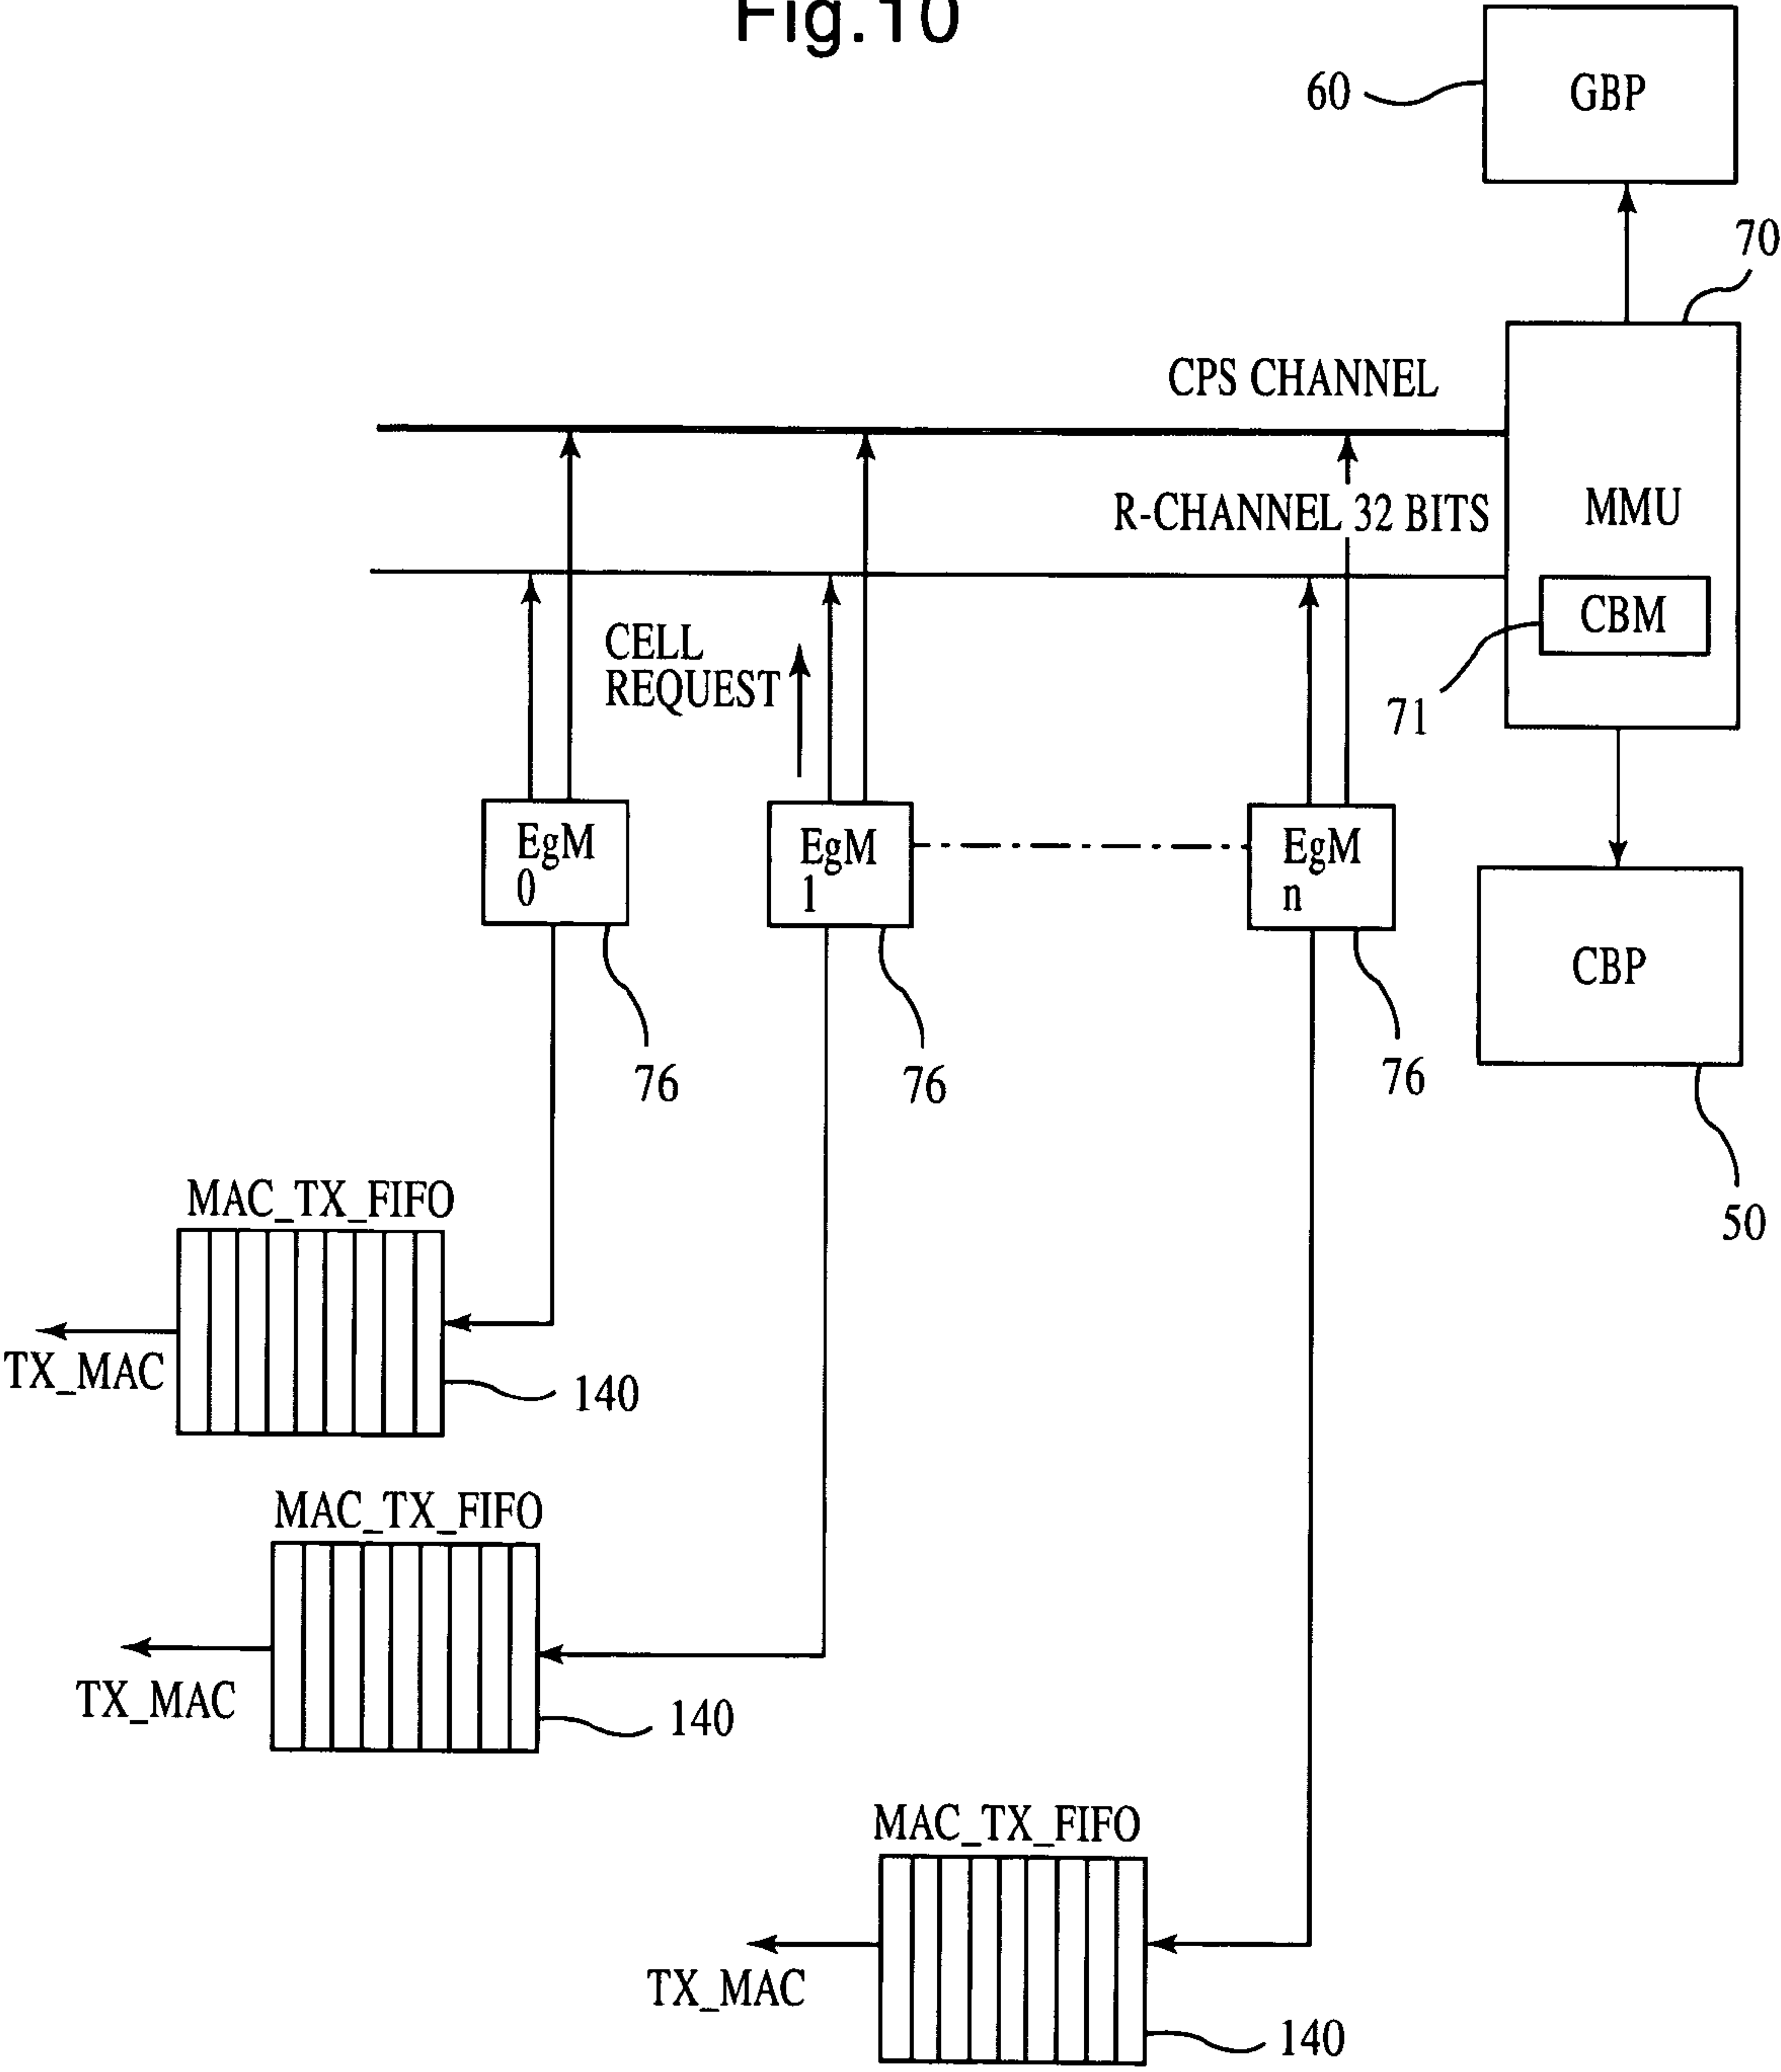 Fig.10
60
GBP
70
CPS CHANNEL
R-CHANNEL 32 BITS
MMU
CBM
71
CELL
REQUEST
EgM
0
EgM
1
EgM
n
CBP
76
76
76
50
MAC_TX_FIFO
TX_MAC
140
MAC_TX_FIFO
TX_MAC
140
MAC_TX_FIFO
TX_MAC
140